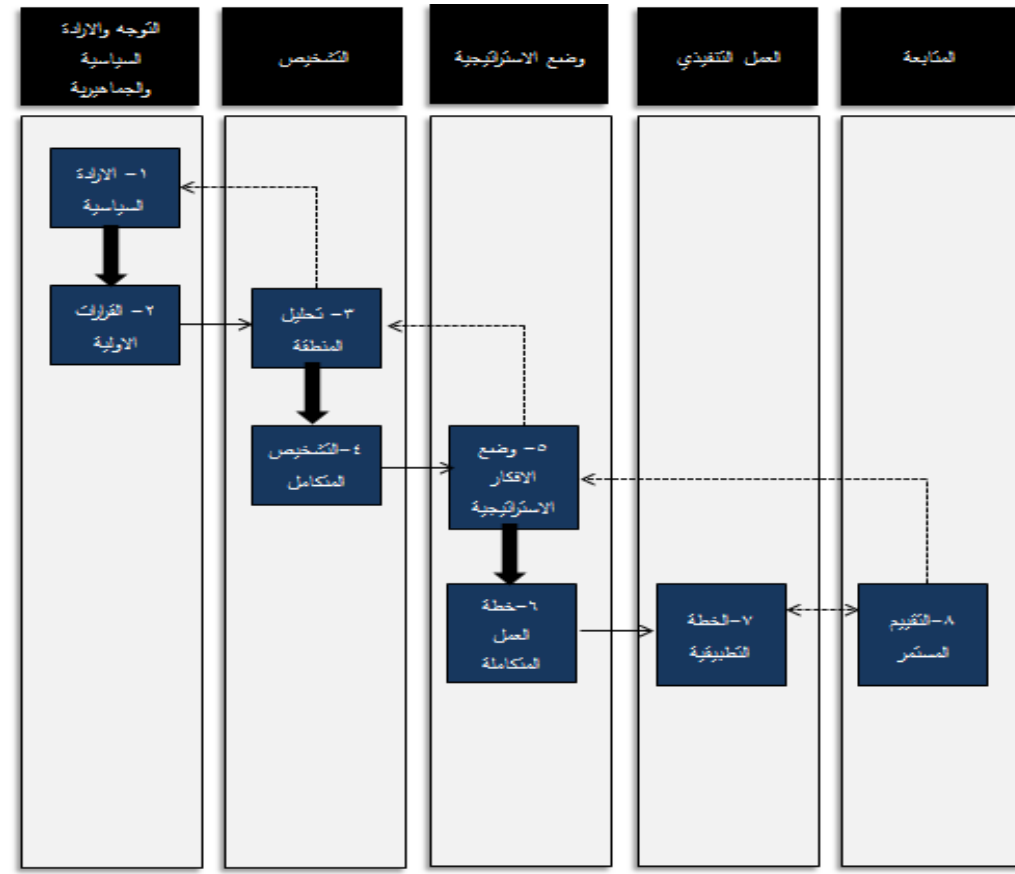 التوجه والارادة
السياسية
والجماهيرية
التشخيص
وضع الاستراتيجية
العمل التنفيذي
المتابعة
١- الارادة
السياسية
٢- القرارات
الاولية
٣- تحليل
المنطقة
٤-التشخيص
المتكامل
٥- وضع
الافكار
الاستراتيجية
٦-خطة
العمل
المتكاملة
٧-الخطة
التطبيقية
٨-التقييم
المستمر